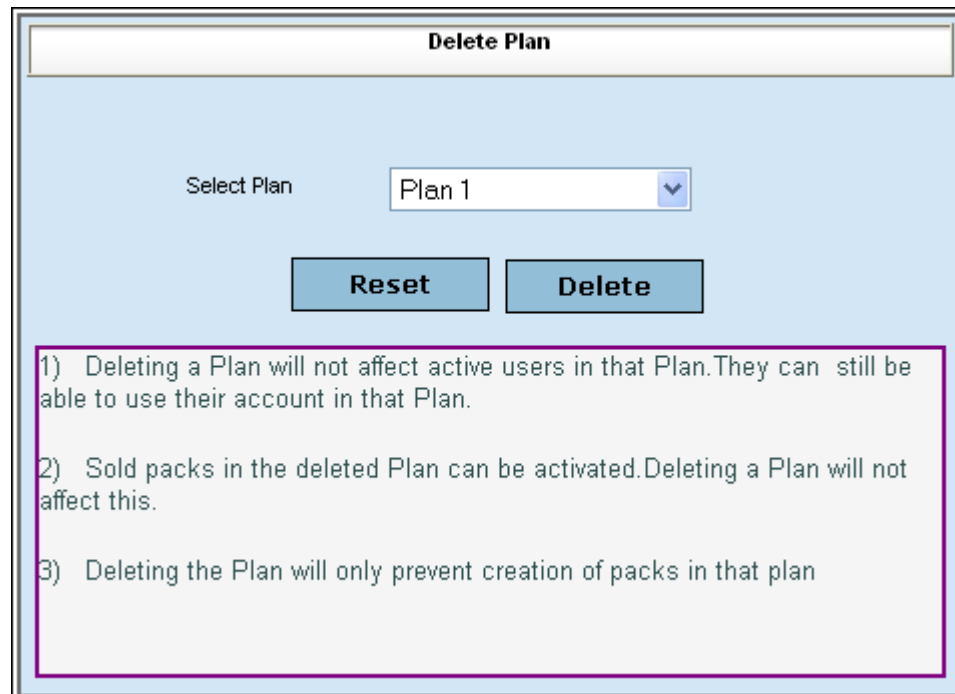 Delete Plan
Select Plan Plan 1
Reset Delete
1) Deleting a Plan will not affect active users in that Plan.They can still be
able to use their account in that Plan.
2) Sold packs in the deleted Plan can be activated.Deleting a Plan will not
affect this.
3) Deleting the Plan will only prevent creation of packs in that plan